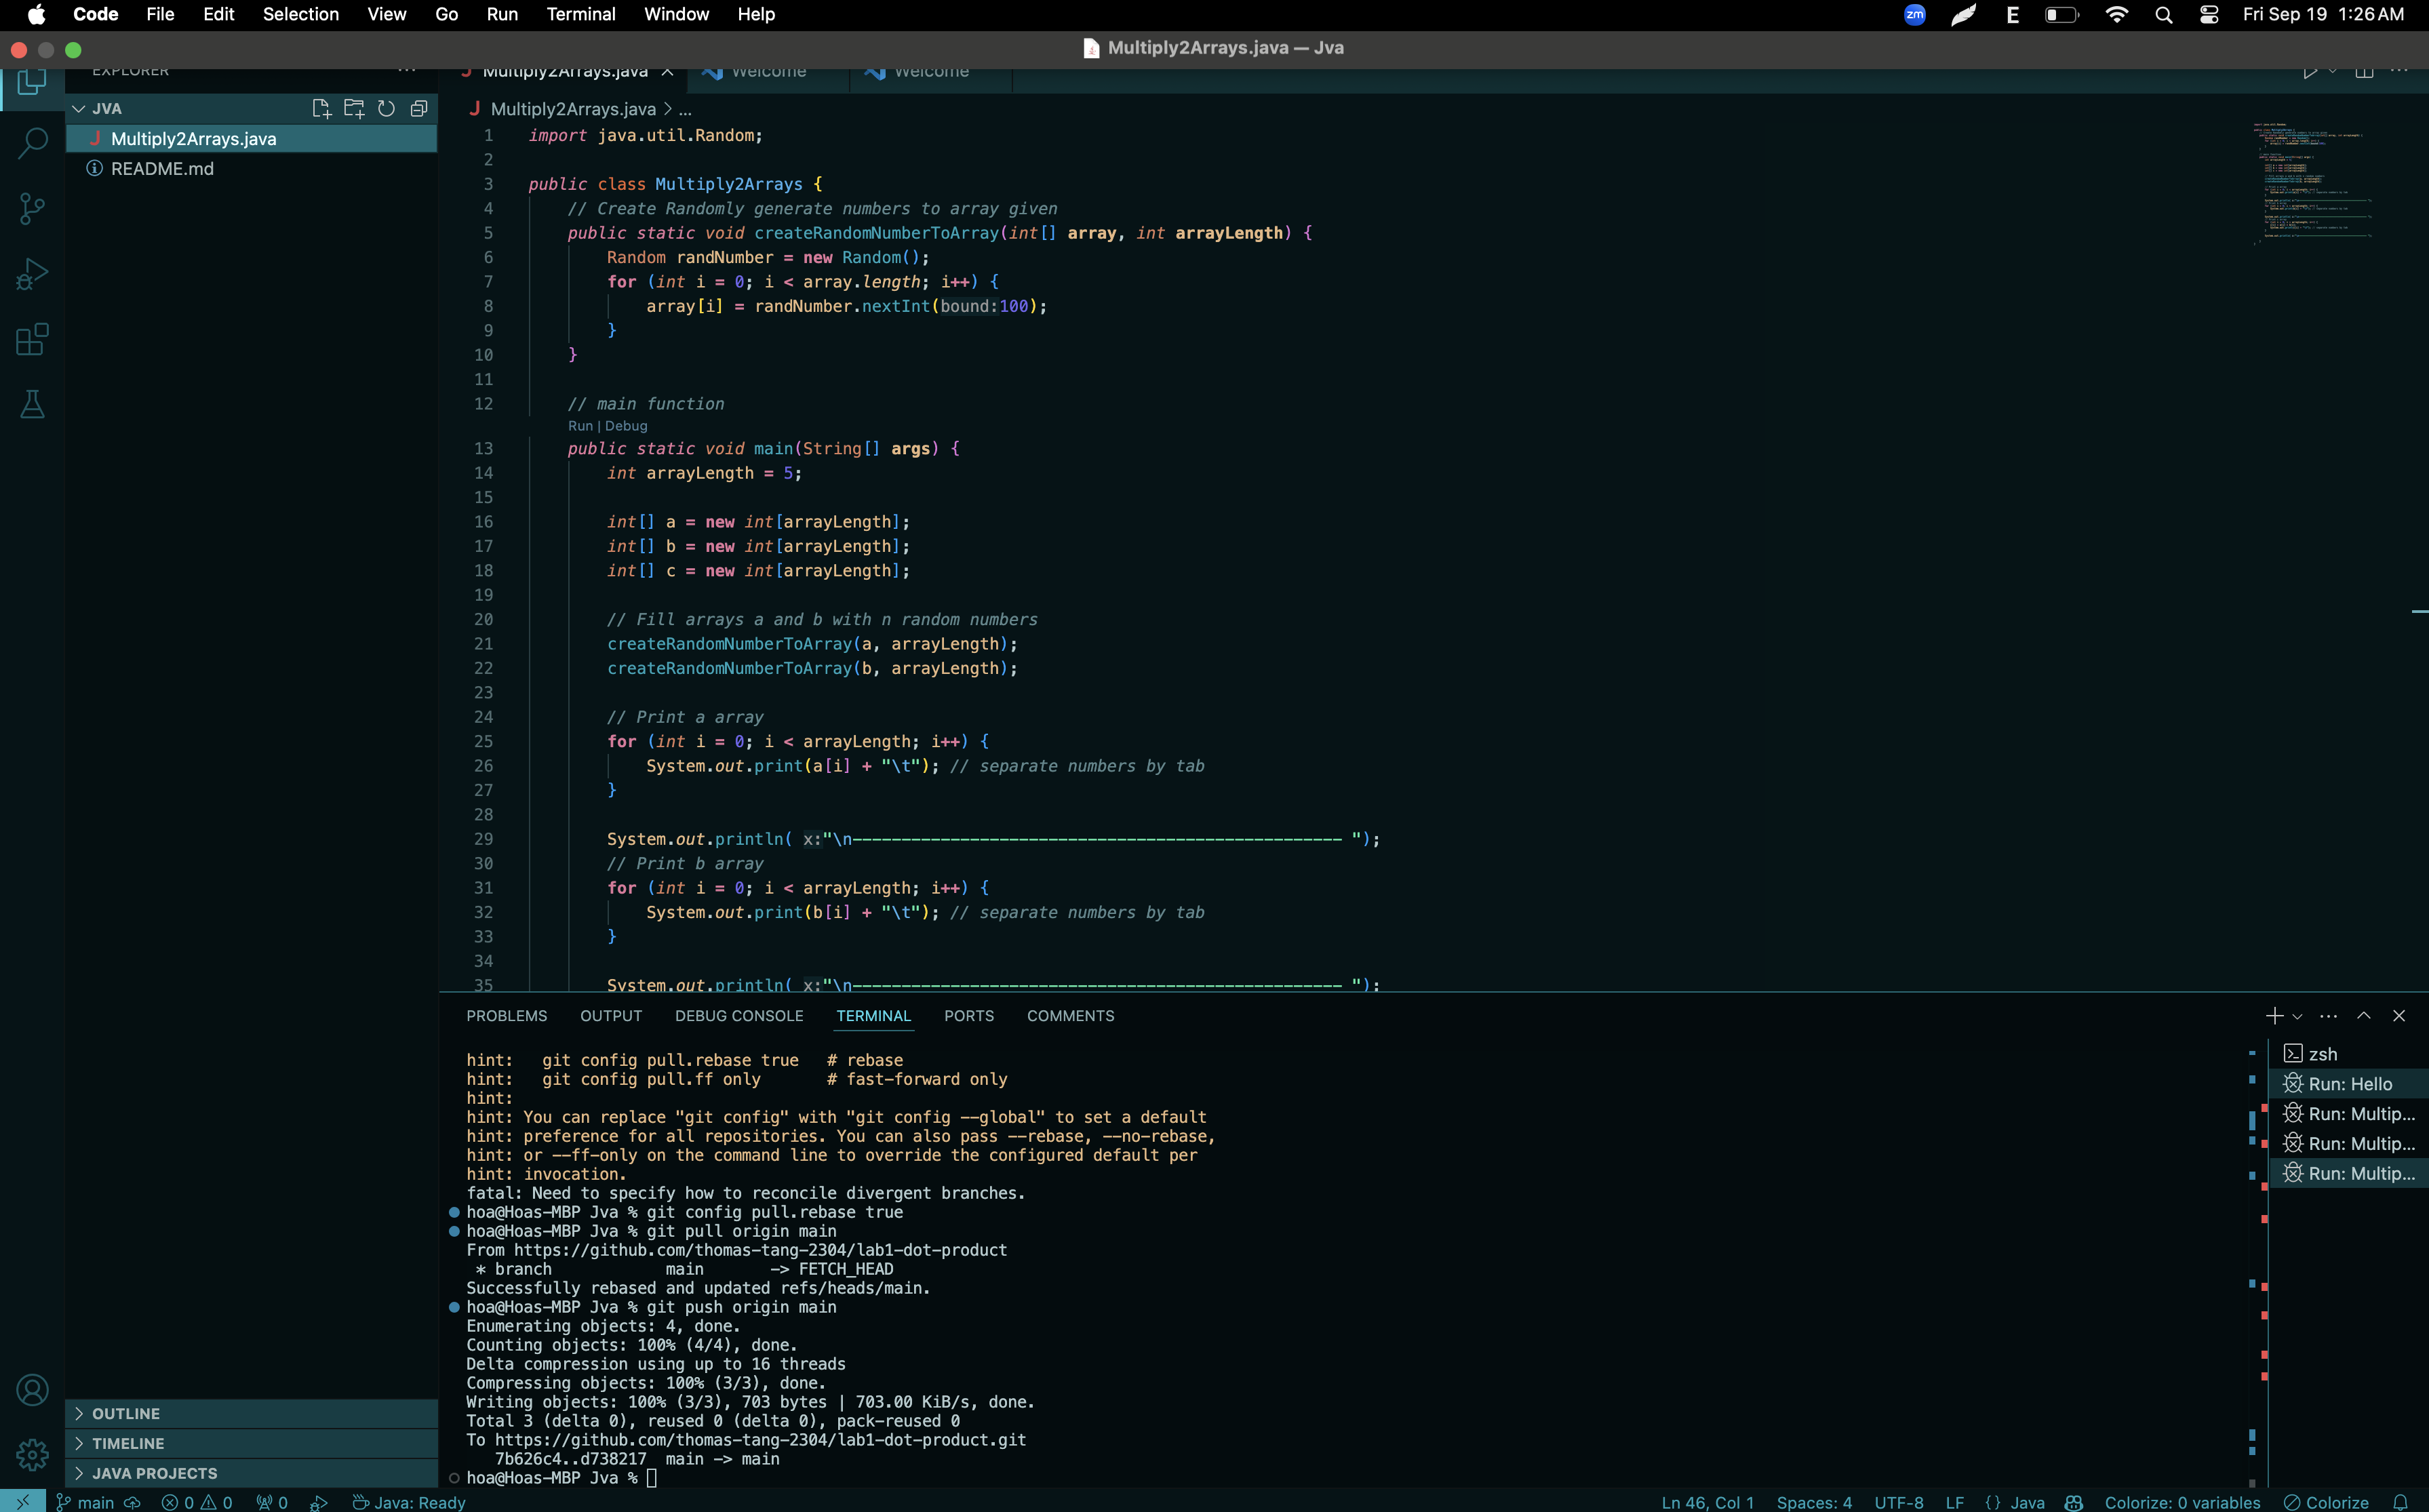 Code File Edit Selection View Go Run Terminal Window Help zm E Fri Sep 19 1:26 AM
Multiply2Arrays.java — Jva
EXPLORER
Multiply2Arrays.java Welcome Welcome
JVA
Multiply2Arrays.java
README.md
OUTLINE
TIMELINE
JAVA PROJECTS
Multiply2Arrays.java > ...
1 import java.util.Random;
2
3 public class Multiply2Arrays {
4 // Create Randomly generate numbers to array given
5 public static void createRandomNumberToArray(int[] array, int arrayLength) {
6 Random randNumber = new Random();
7 for (int i = 0; i < array.length; i++) {
8 array[i] = randNumber.nextInt(bound:100);
9 }
10 }
11
12 // main function
Run | Debug
13 public static void main(String[] args) {
14 int arrayLength = 5;
15
16 int[] a = new int[arrayLength];
17 int[] b = new int[arrayLength];
18 int[] c = new int[arrayLength];
19
20 // Fill arrays a and b with n random numbers
21 createRandomNumberToArray(a, arrayLength);
22 createRandomNumberToArray(b, arrayLength);
23
24 // Print a array
25 for (int i = 0; i < arrayLength; i++) {
26 System.out.print(a[i] + "\t"); // separate numbers by tab
27 }
28
29 System.out.println( x:"\n-------------------------------------------------- ");
30 // Print b array
31 for (int i = 0; i < arrayLength; i++) {
32 System.out.print(b[i] + "\t"); // separate numbers by tab
33 }
34
35 System.out.println( x:"\n-------------------------------------------------- ");
PROBLEMS OUTPUT DEBUG CONSOLE TERMINAL PORTS COMMENTS
hint: git config pull.rebase true # rebase
hint: git config pull.ff only # fast-forward only
hint:
hint: You can replace "git config" with "git config --global" to set a default
hint: preference for all repositories. You can also pass --rebase, --no-rebase,
hint: or --ff-only on the command line to override the configured default per
hint: invocation.
fatal: Need to specify how to reconcile divergent branches.
hoa@Hoas-MBP Jva % git config pull.rebase true
hoa@Hoas-MBP Jva % git pull origin main
From https://github.com/thomas-tang-2304/lab1-dot-product
* branch main -> FETCH_HEAD
Successfully rebased and updated refs/heads/main.
hoa@Hoas-MBP Jva % git push origin main
Enumerating objects: 4, done.
Counting objects: 100% (4/4), done.
Delta compression using up to 16 threads
Compressing objects: 100% (3/3), done.
Writing objects: 100% (3/3), 703 bytes | 703.00 KiB/s, done.
Total 3 (delta 0), reused 0 (delta 0), pack-reused 0
To https://github.com/thomas-tang-2304/lab1-dot-product.git
7b626c4..d738217 main -> main
hoa@Hoas-MBP Jva %
zsh
Run: Hello
Run: Multip...
Run: Multip...
Run: Multip...
main 0 0 0 Java: Ready Ln 46, Col 1 Spaces: 4 UTF-8 LF {} Java Colorize: 0 variables Colorize